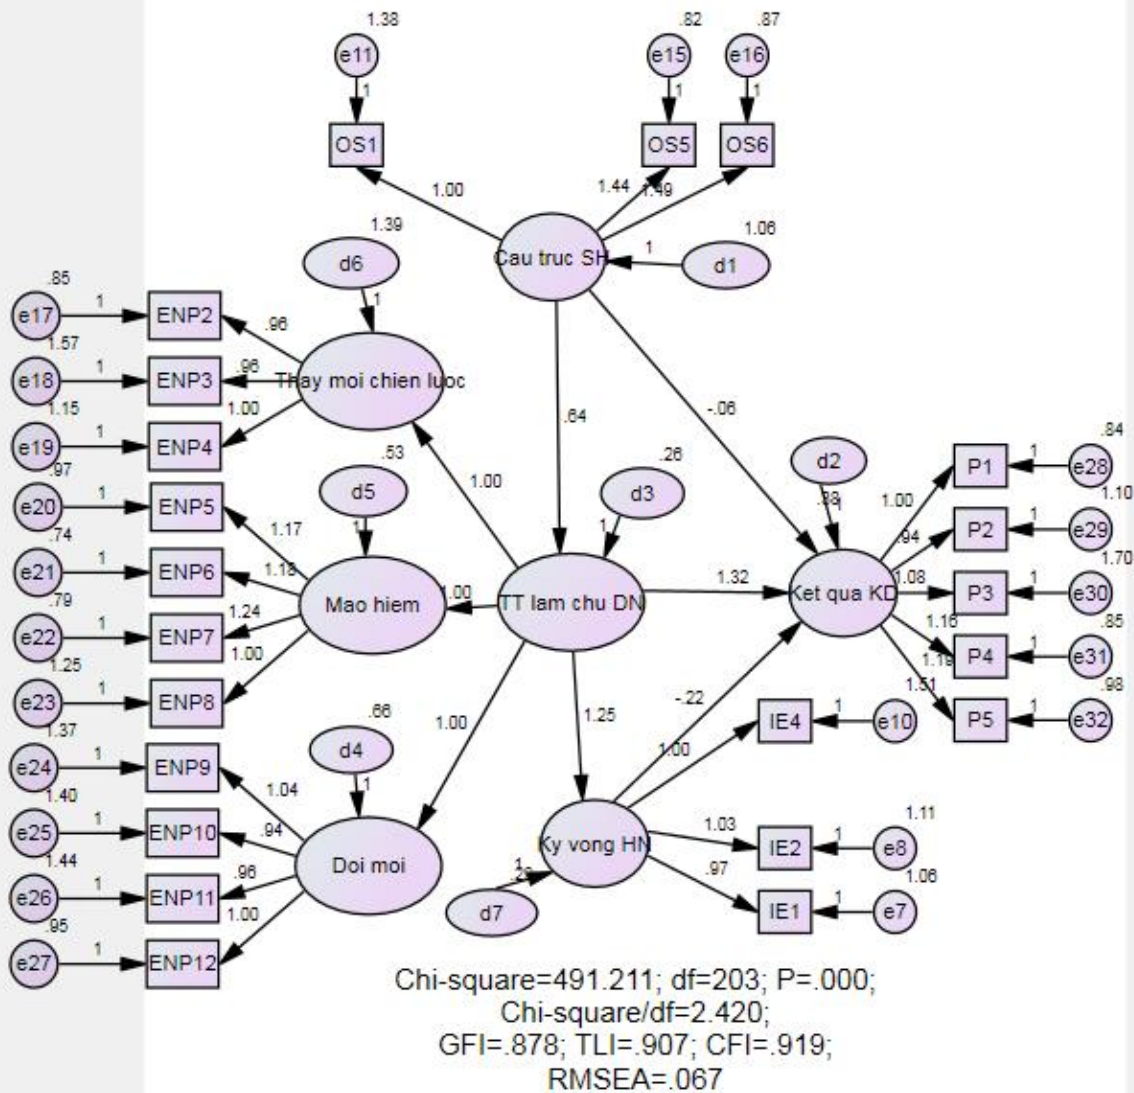 1.38
.82
.87
e11
e15
e16
1
1
1
OS1
OS5
OS6
1.00
1.44
1.49
1.39
1.06
d6
Cau truc SH
1
d1
1
.85
e17
1
ENP2
.96
1.57
e18
1
ENP3
.96
Thay moi chien luoc
1.15
e19
1
ENP4
1.00
.64
-.06
.97
e20
1
ENP5
.53
d5
1
1.17
1.00
.26
d3
1
d2
.74
e21
1
ENP6
1.18
.79
e22
1
ENP7
1.24
Mao hiem
1.00
TT lam chu DN
1.32
Ket qua KD
1.25
e23
1
ENP8
1.00
P1
1
.84
e28
1.00
P2
1
1.10
e29
.94
P3
1
1.70
e30
1.08
P4
1
.85
e31
1.16
P5
1
.98
e32
1.19
1.51
1.37
e24
1
ENP9
1.04
.66
d4
1
1.00
1.25
-.22
1.00
IE4
1
e10
1.40
e25
1
ENP10
.94
1.44
e26
1
ENP11
.96
Doi moi
Ky vong HN
1.03
IE2
1
1.11
e8
.95
e27
1
ENP12
1.00
1
d7
.97
IE1
1
1.06
e7
Chi-square=491.211; df=203; P=.000;
Chi-square/df=2.420;
GFI=.878; TLI=.907; CFI=.919;
RMSEA=.067